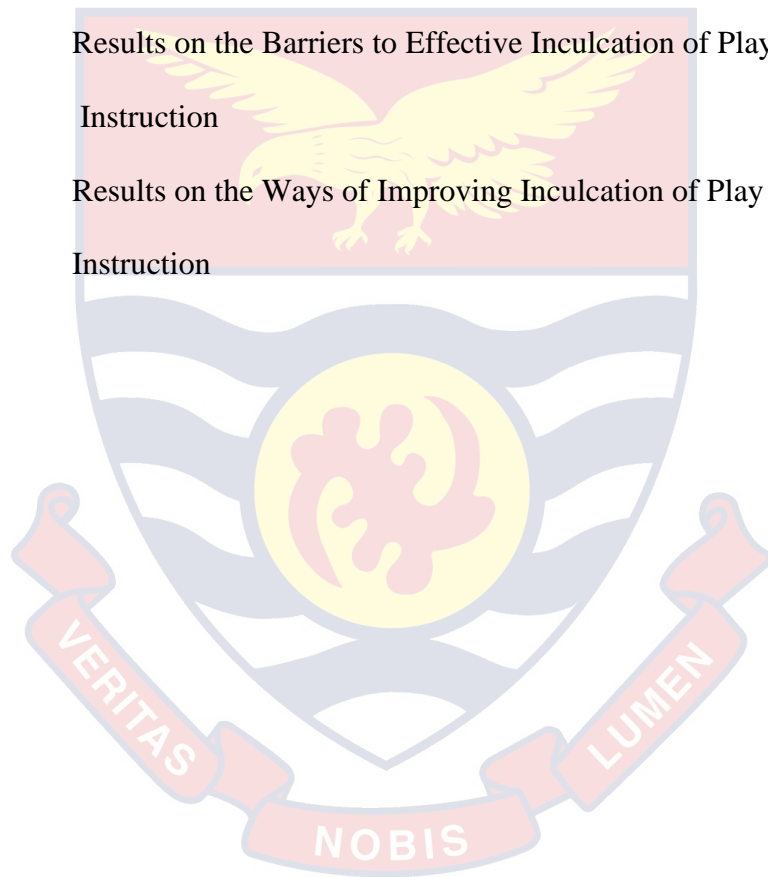 Results on the Barriers to Effective Inculcation of Play
Instruction
Results on the Ways of Improving Inculcation of Play
Instruction
VERITAS
NOBIS
LUMEN